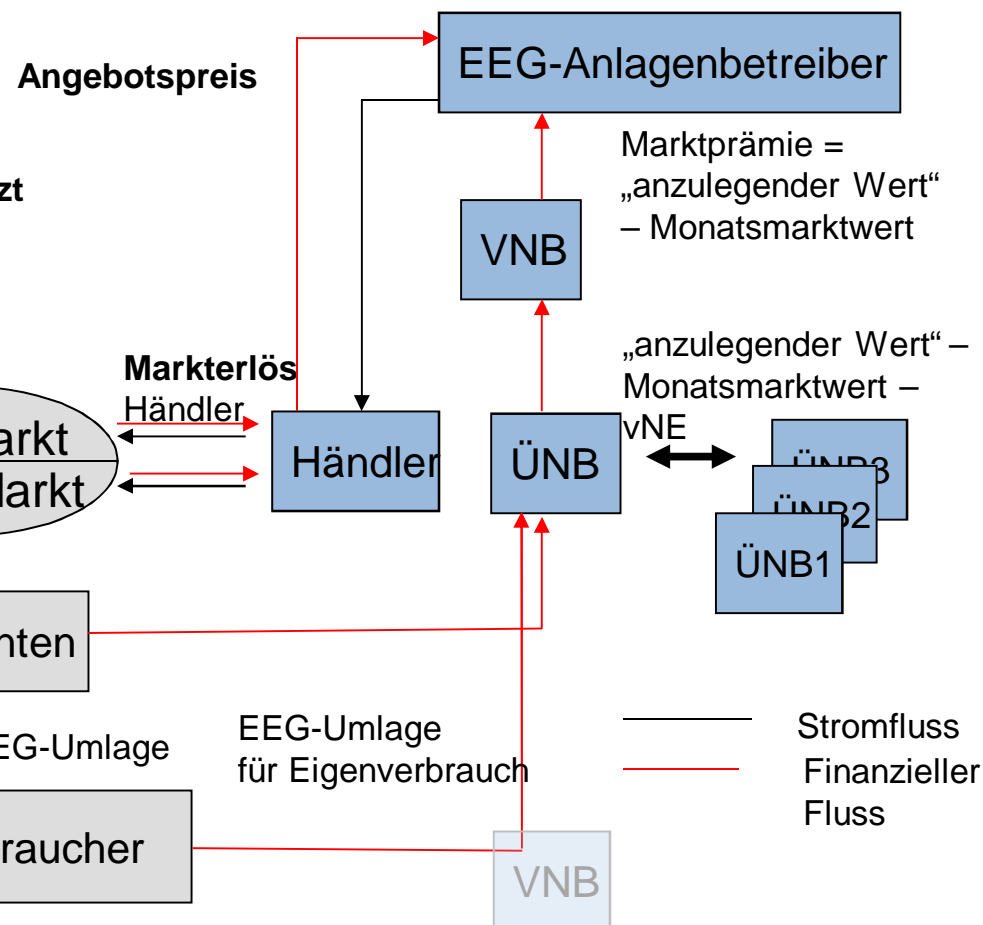 EEG-Anlagenbetreiber
Angebotspreis
Marktprämie =
„anzulegender Wert“
– Monatsmarktwert
zt
VNB
„anzulegender Wert“ –
Monatsmarktwert –
vNE
Markterlös
Händler
arkt
Markt
Händler
ÜNB
ÜNB3
ÜNB2
ÜNB1
nten
EEG-Umlage
für Eigenverbrauch
EG-Umlage
Stromfluss
Finanzieller
Fluss
raucher
VNB